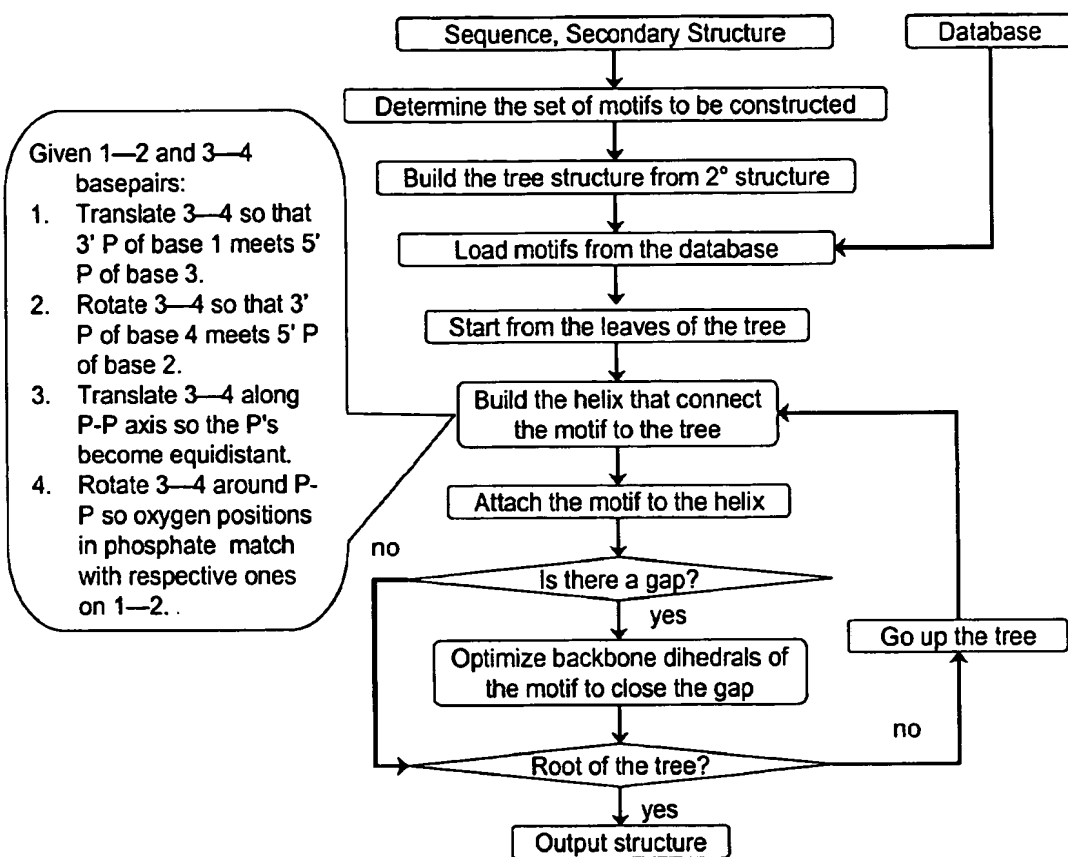 Sequence, Secondary Structure
Database
Determine the set of motifs to be constructed
Build the tree structure from 2° structure
Load motifs from the database
Start from the leaves of the tree
Build the helix that connect
the motif to the tree
Attach the motif to the helix
Is there a gap?
no
yes
Optimize backbone dihedrals of
the motif to close the gap
Go up the tree
no
Root of the tree?
yes
Output structure
Given 1—2 and 3—4
basepairs:
1. Translate 3—4 so that
3' P of base 1 meets 5'
P of base 3.
2. Rotate 3—4 so that 3'
P of base 4 meets 5' P
of base 2.
3. Translate 3—4 along
P-P axis so the P's
become equidistant.
4. Rotate 3—4 around P-
P so oxygen positions
in phosphate match
with respective ones
on 1—2. .